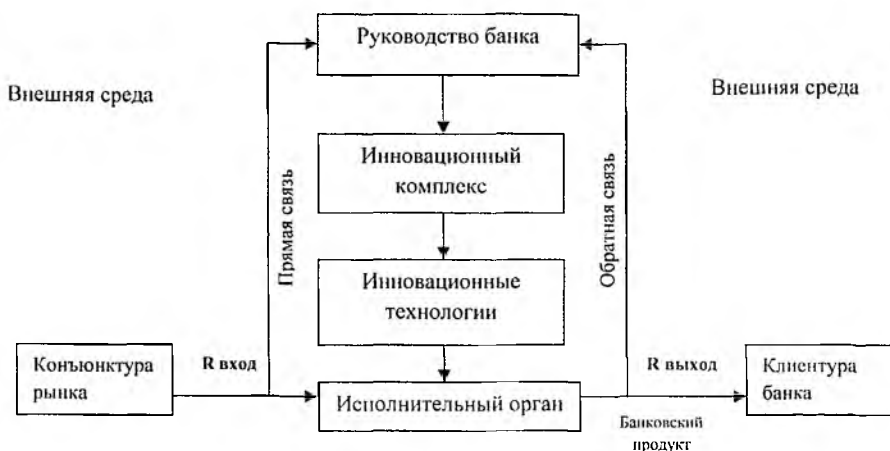 Руководство банка
Внешняя среда
Внешняя среда
Инновационный
комплекс
Прямая связь
Обратная связь
Инновационные
технологии
Конъюнктура
рынка
R вход
Исполнительный орган
R выход
Клиентура
банка
Банковский
продукт